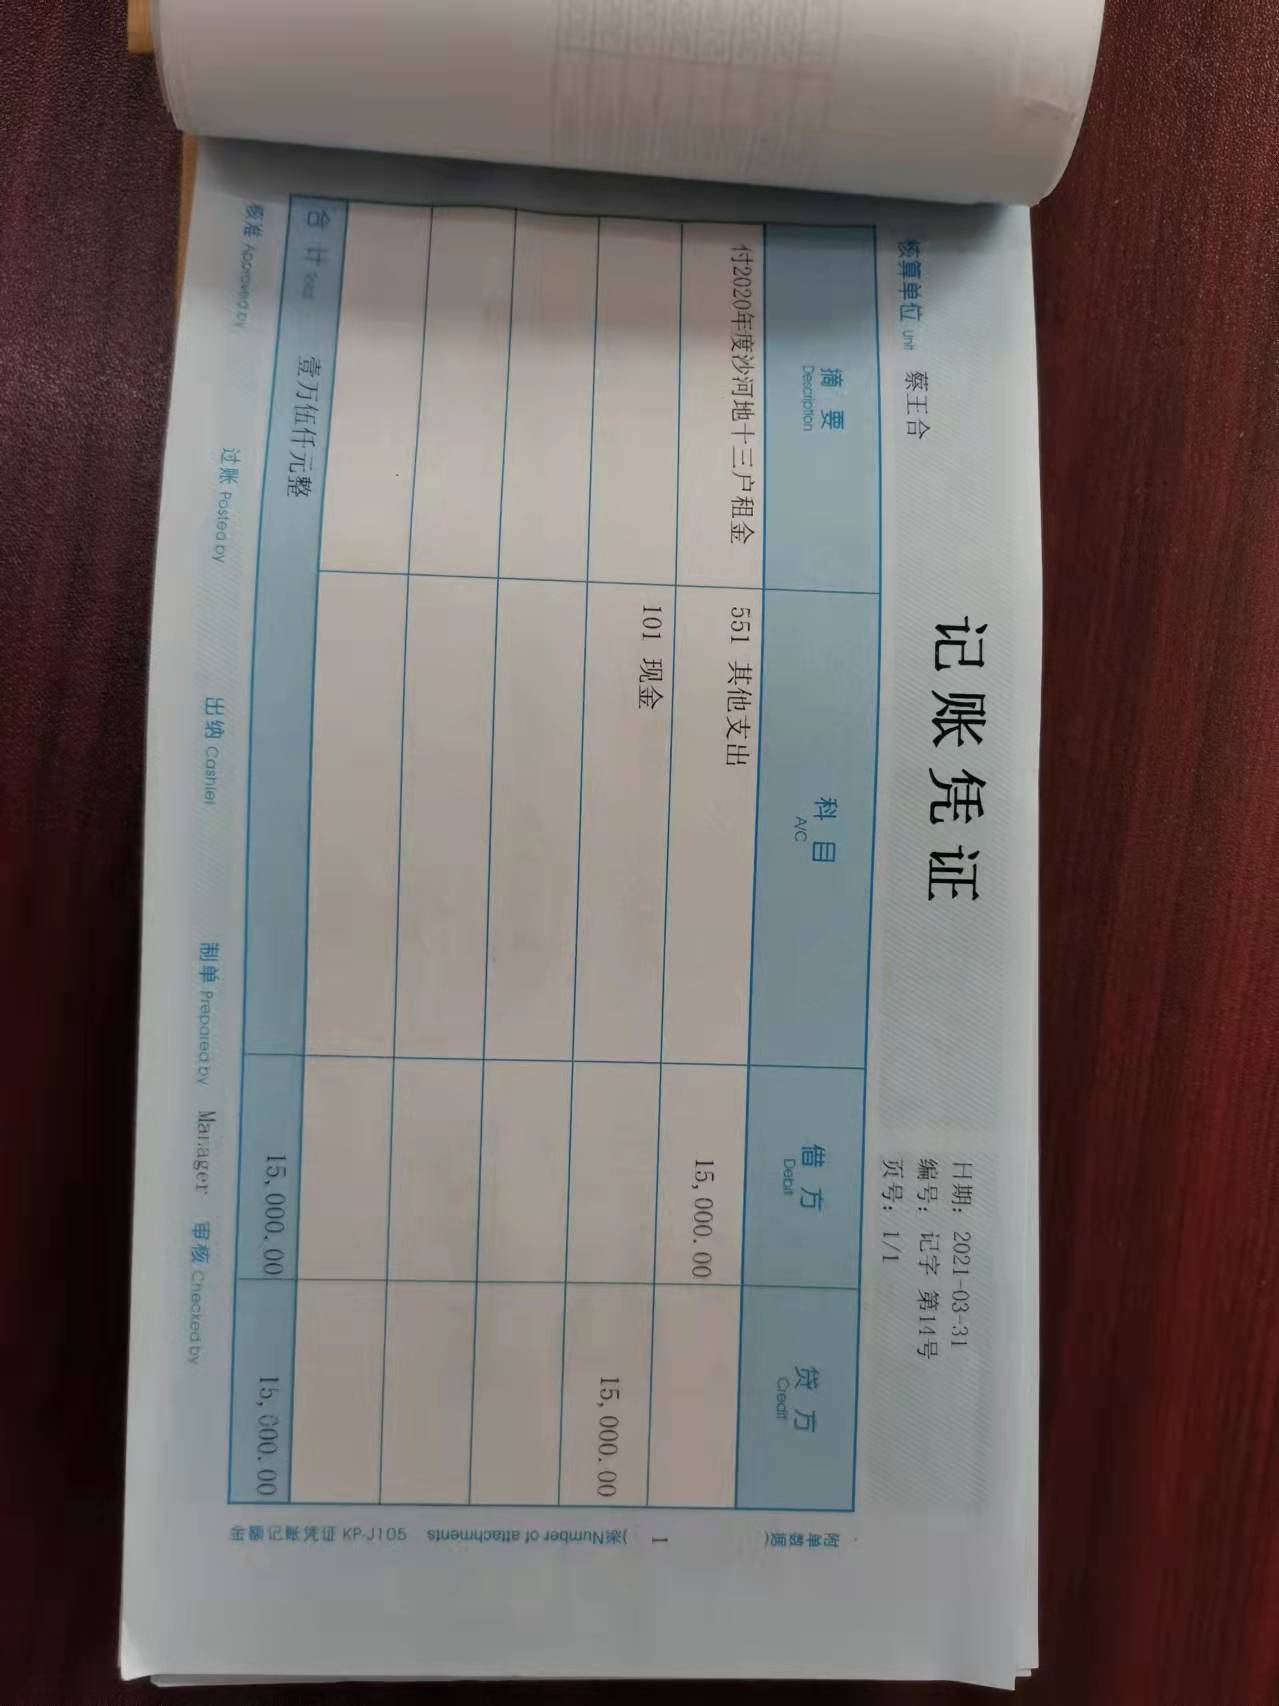 记账凭证
日期: 2021-03-31
编号: 记字 第14号
页号: 1/1
核算单位 Unit 蔡王合
摘要 Description 科目 A/C 借方 Debit 贷方 Credit
付2020年度沙河地十三户租金 551 其他支出 15,000.00
101 现金 15,000.00
合计 Total 壹万伍仟元整 15,000.00 15,000.00
核准 Approved by 过账 Posted by 出纳 Cashier 制单 Prepared by Manager 审核 Checked by
附单数据( 1 )张 Number of attachments
金额记账凭证 KP-J105